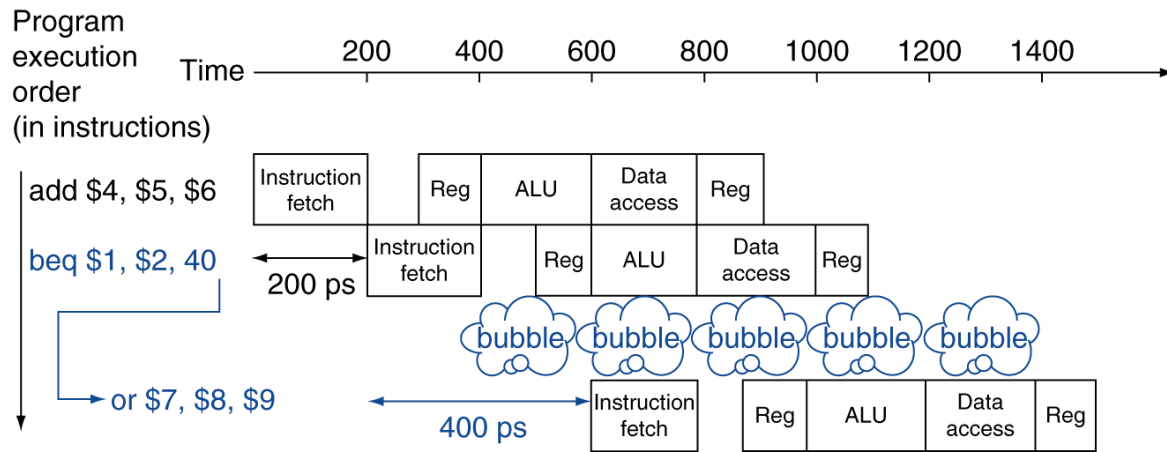 Program
execution
order
(in instructions)
Time
200 400 600 800 1000 1200 1400
add $4, $5, $6
Instruction
fetch
Reg
ALU
Data
access
Reg
beq $1, $2, 40
200 ps
Instruction
fetch
Reg
ALU
Data
access
Reg
bubble bubble bubble bubble bubble
or $7, $8, $9
400 ps
Instruction
fetch
Reg
ALU
Data
access
Reg